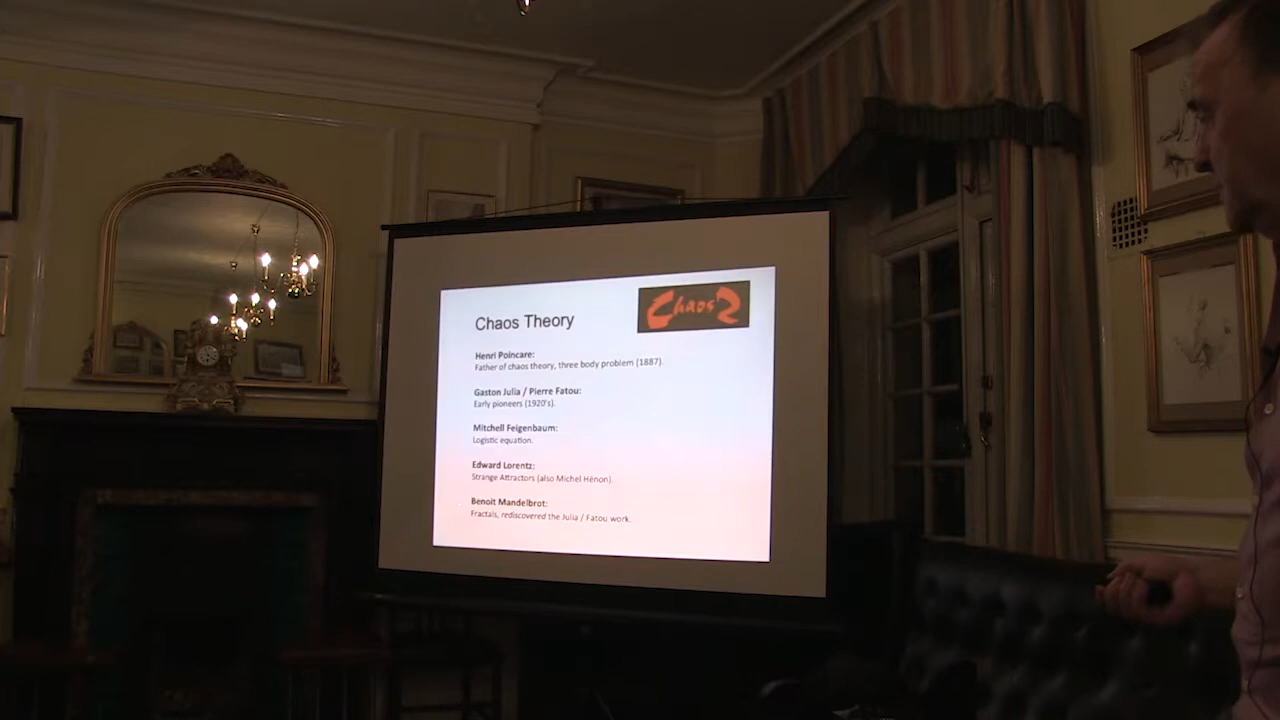 Chaos Theory
Chaos
Henri Poincare:
Father of chaos theory, three body problem (1887).
Gaston Julia / Pierre Fatou:
Early pioneers (1920's).
Mitchell Feigenbaum:
Logistic equation.
Edward Lorentz:
Strange Attractors (also Michel Hénon).
Benoit Mandelbrot:
Fractals, rediscovered the Julia / Fatou work.